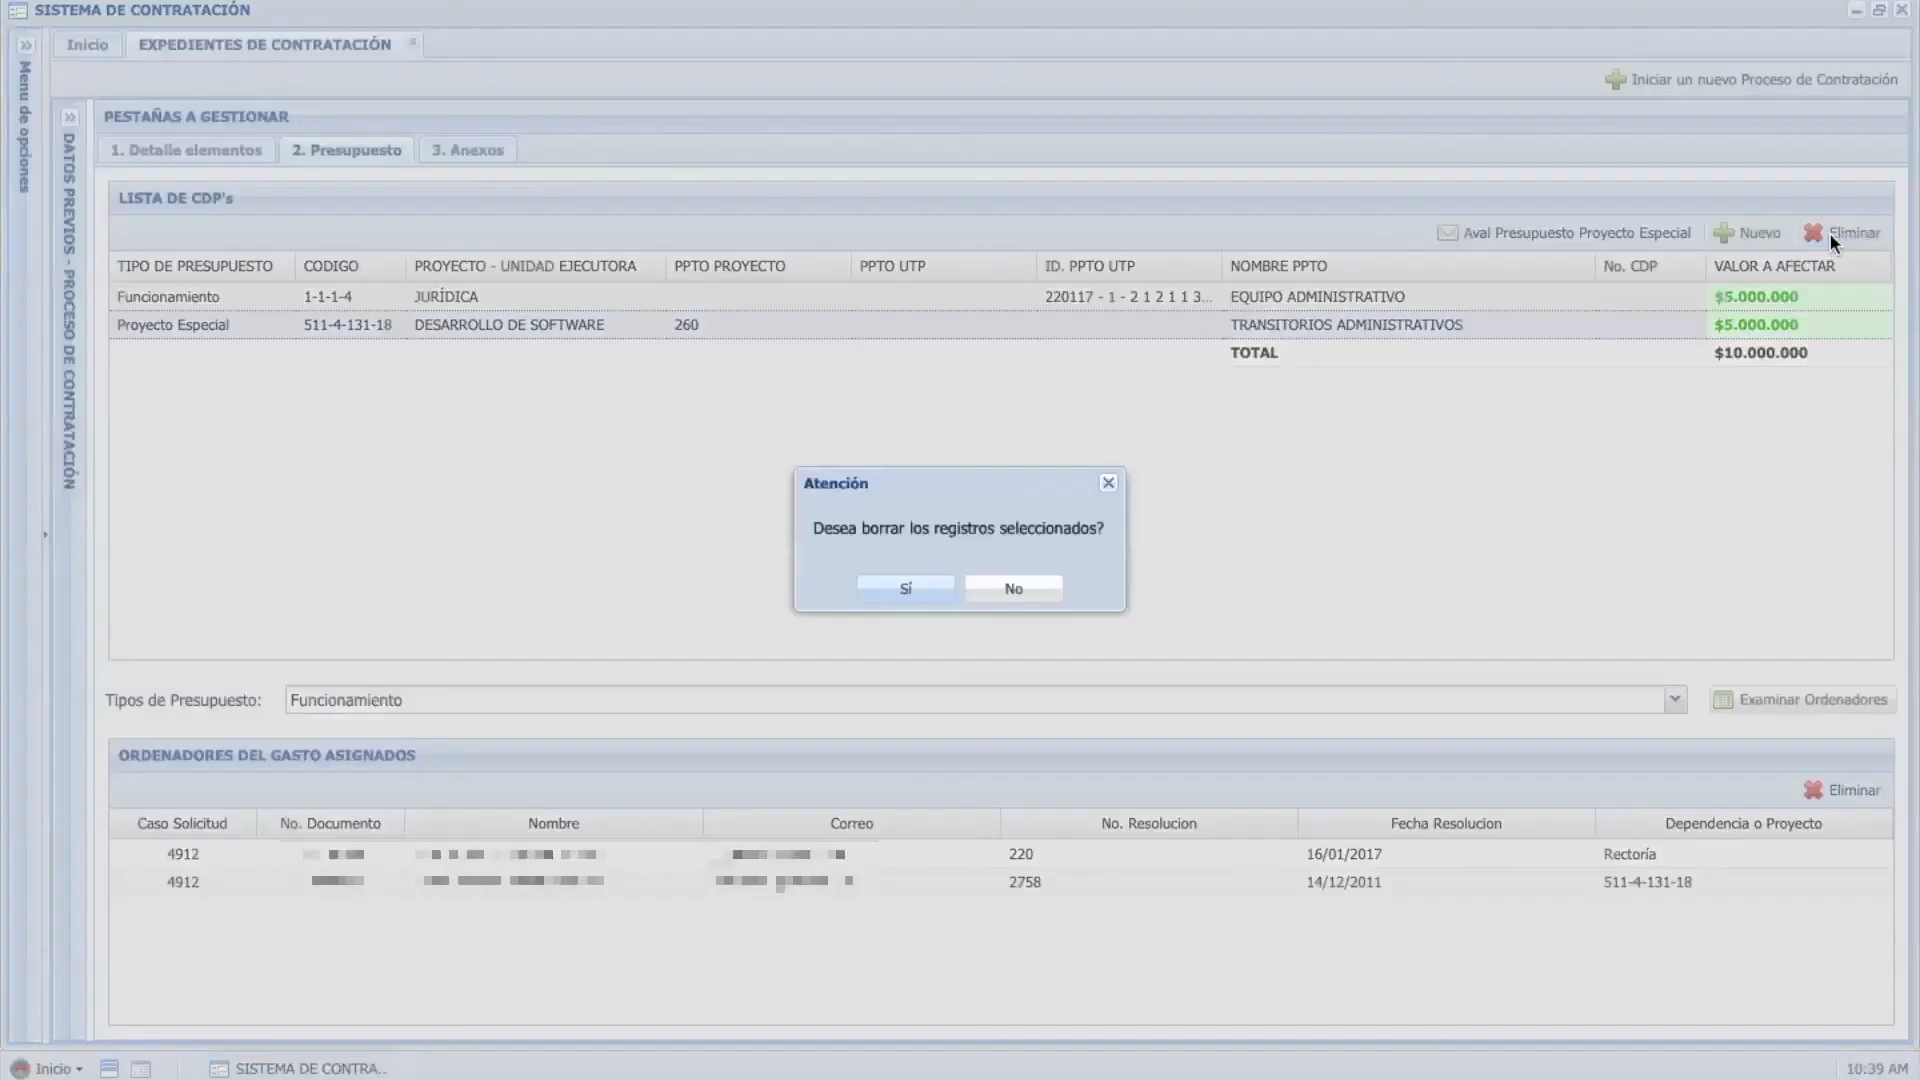 SISTEMA DE CONTRATACIÓN
Inicio
EXPEDIENTES DE CONTRATACIÓN
Menu de opciones
Iniciar un nuevo Proceso de Contratación
DATOS PREVIOS - PROCESO DE CONTRATACIÓN
PESTAÑAS A GESTIONAR
1. Detalle elementos
2. Presupuesto
3. Anexos
LISTA DE CDP's
Aval Presupuesto Proyecto Especial
Nuevo
Eliminar
TIPO DE PRESUPUESTO CODIGO PROYECTO - UNIDAD EJECUTORA PPTO PROYECTO PPTO UTP ID. PPTO UTP NOMBRE PPTO No. CDP VALOR A AFECTAR
Funcionamiento 1-1-1-4 JURÍDICA 220117 - 1 - 2 1 2 1 1 3... EQUIPO ADMINISTRATIVO $5.000.000
Proyecto Especial 511-4-131-18 DESARROLLO DE SOFTWARE 260 TRANSITORIOS ADMINISTRATIVOS $5.000.000
TOTAL $10.000.000
Atención
Desea borrar los registros seleccionados?
Sí
No
Tipos de Presupuesto: Funcionamiento
Examinar Ordenadores
ORDENADORES DEL GASTO ASIGNADOS
Eliminar
Caso Solicitud No. Documento Nombre Correo No. Resolucion Fecha Resolucion Dependencia o Proyecto
4912 220 16/01/2017 Rectoría
4912 2758 14/12/2011 511-4-131-18
Inicio
SISTEMA DE CONTRA...
10:39 AM